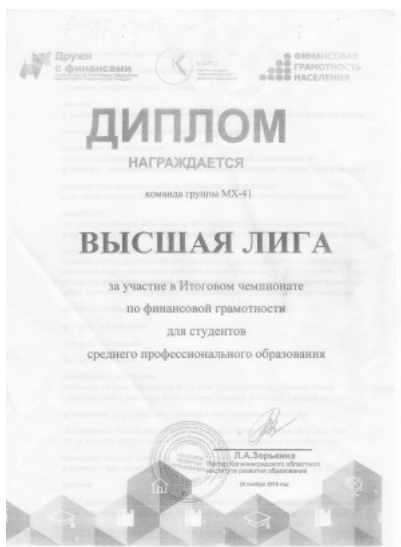 Дружи
с финансами
ФИНАНСОВАЯ
ГРАМОТНОСТЬ
НАСЕЛЕНИЯ
ДИПЛОМ
НАГРАЖДАЕТСЯ
команда группы МХ-41
ВЫСШАЯ ЛИГА
за участие в Итоговом чемпионате
по финансовой грамотности
для студентов
среднего профессионального образования
Л.А.Зорькина
Ректор Калининградского областного
института развития образования